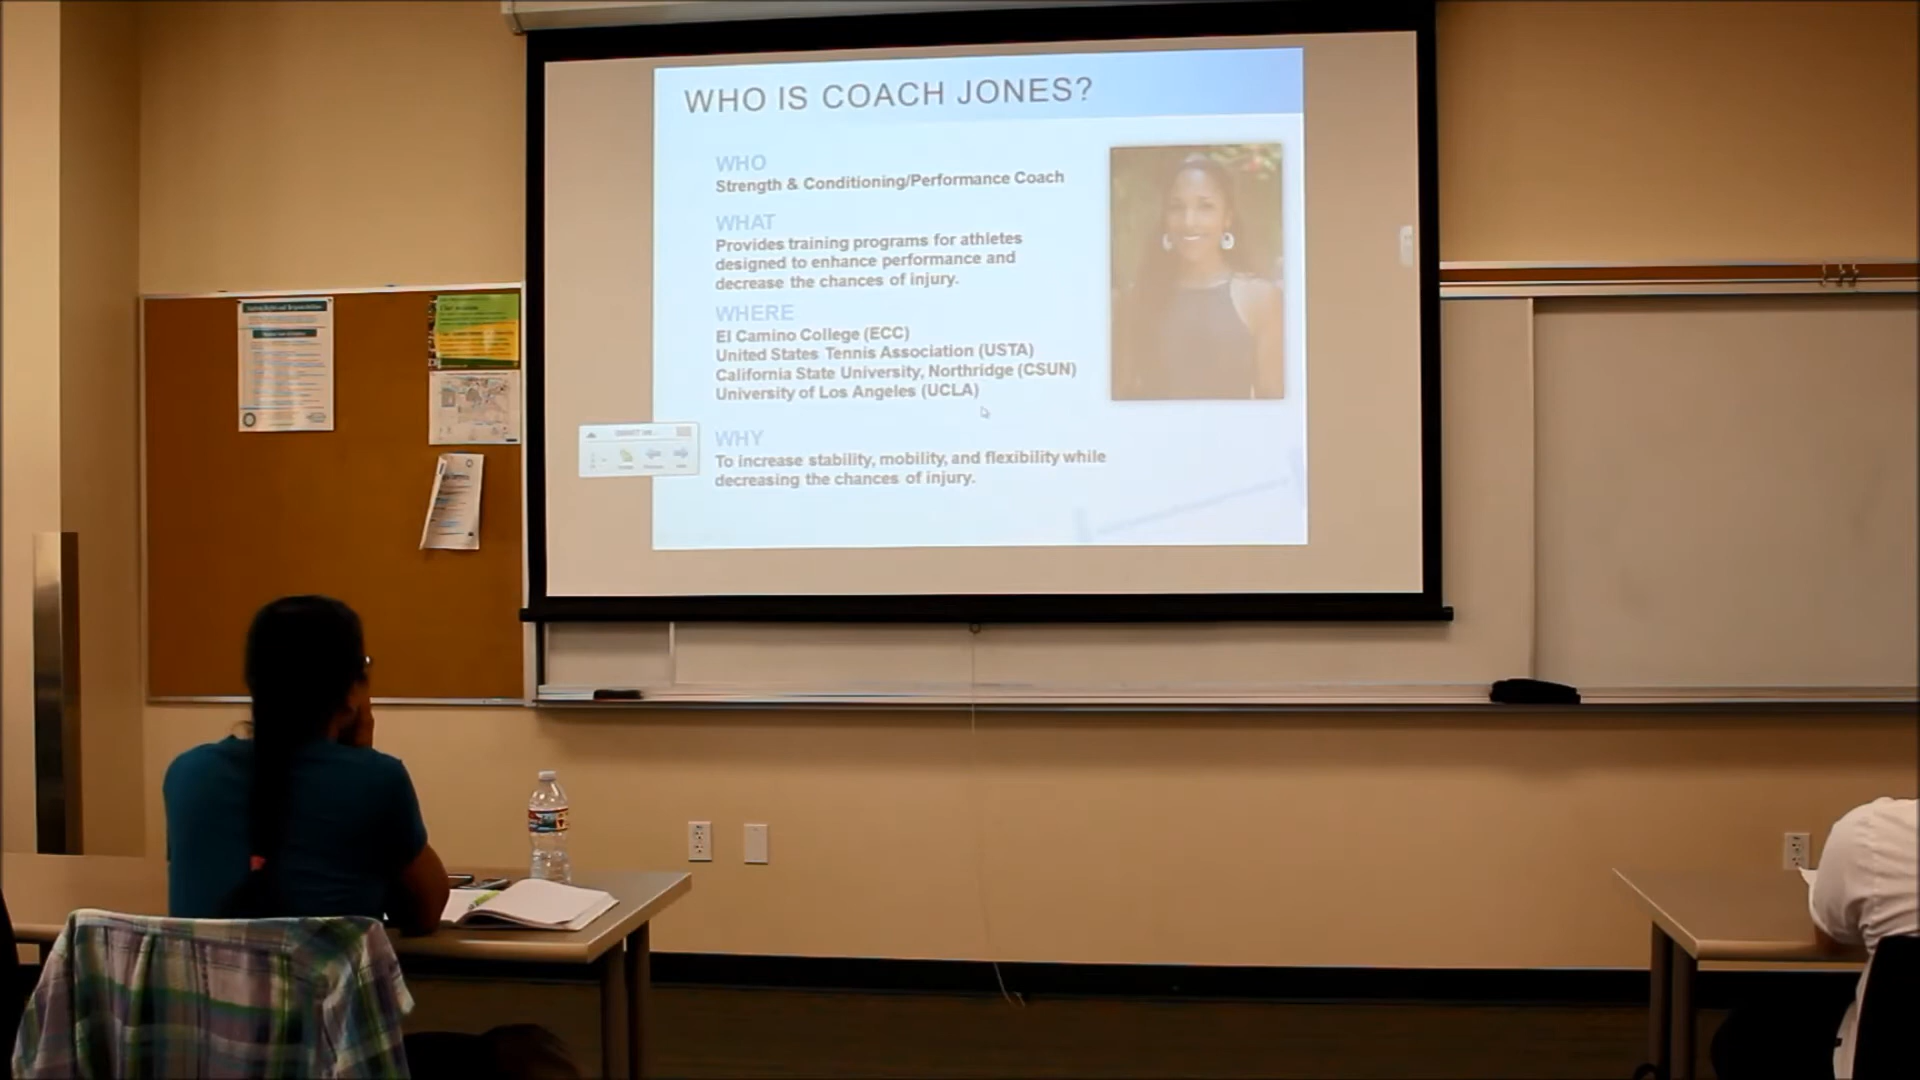 WHO IS COACH JONES?
WHO
Strength & Conditioning/Performance Coach
WHAT
Provides training programs for athletes
designed to enhance performance and
decrease the chances of injury.
WHERE
El Camino College (ECC)
United States Tennis Association (USTA)
California State University, Northridge (CSUN)
University of Los Angeles (UCLA)
WHY
To increase stability, mobility, and flexibility while
decreasing the chances of injury.